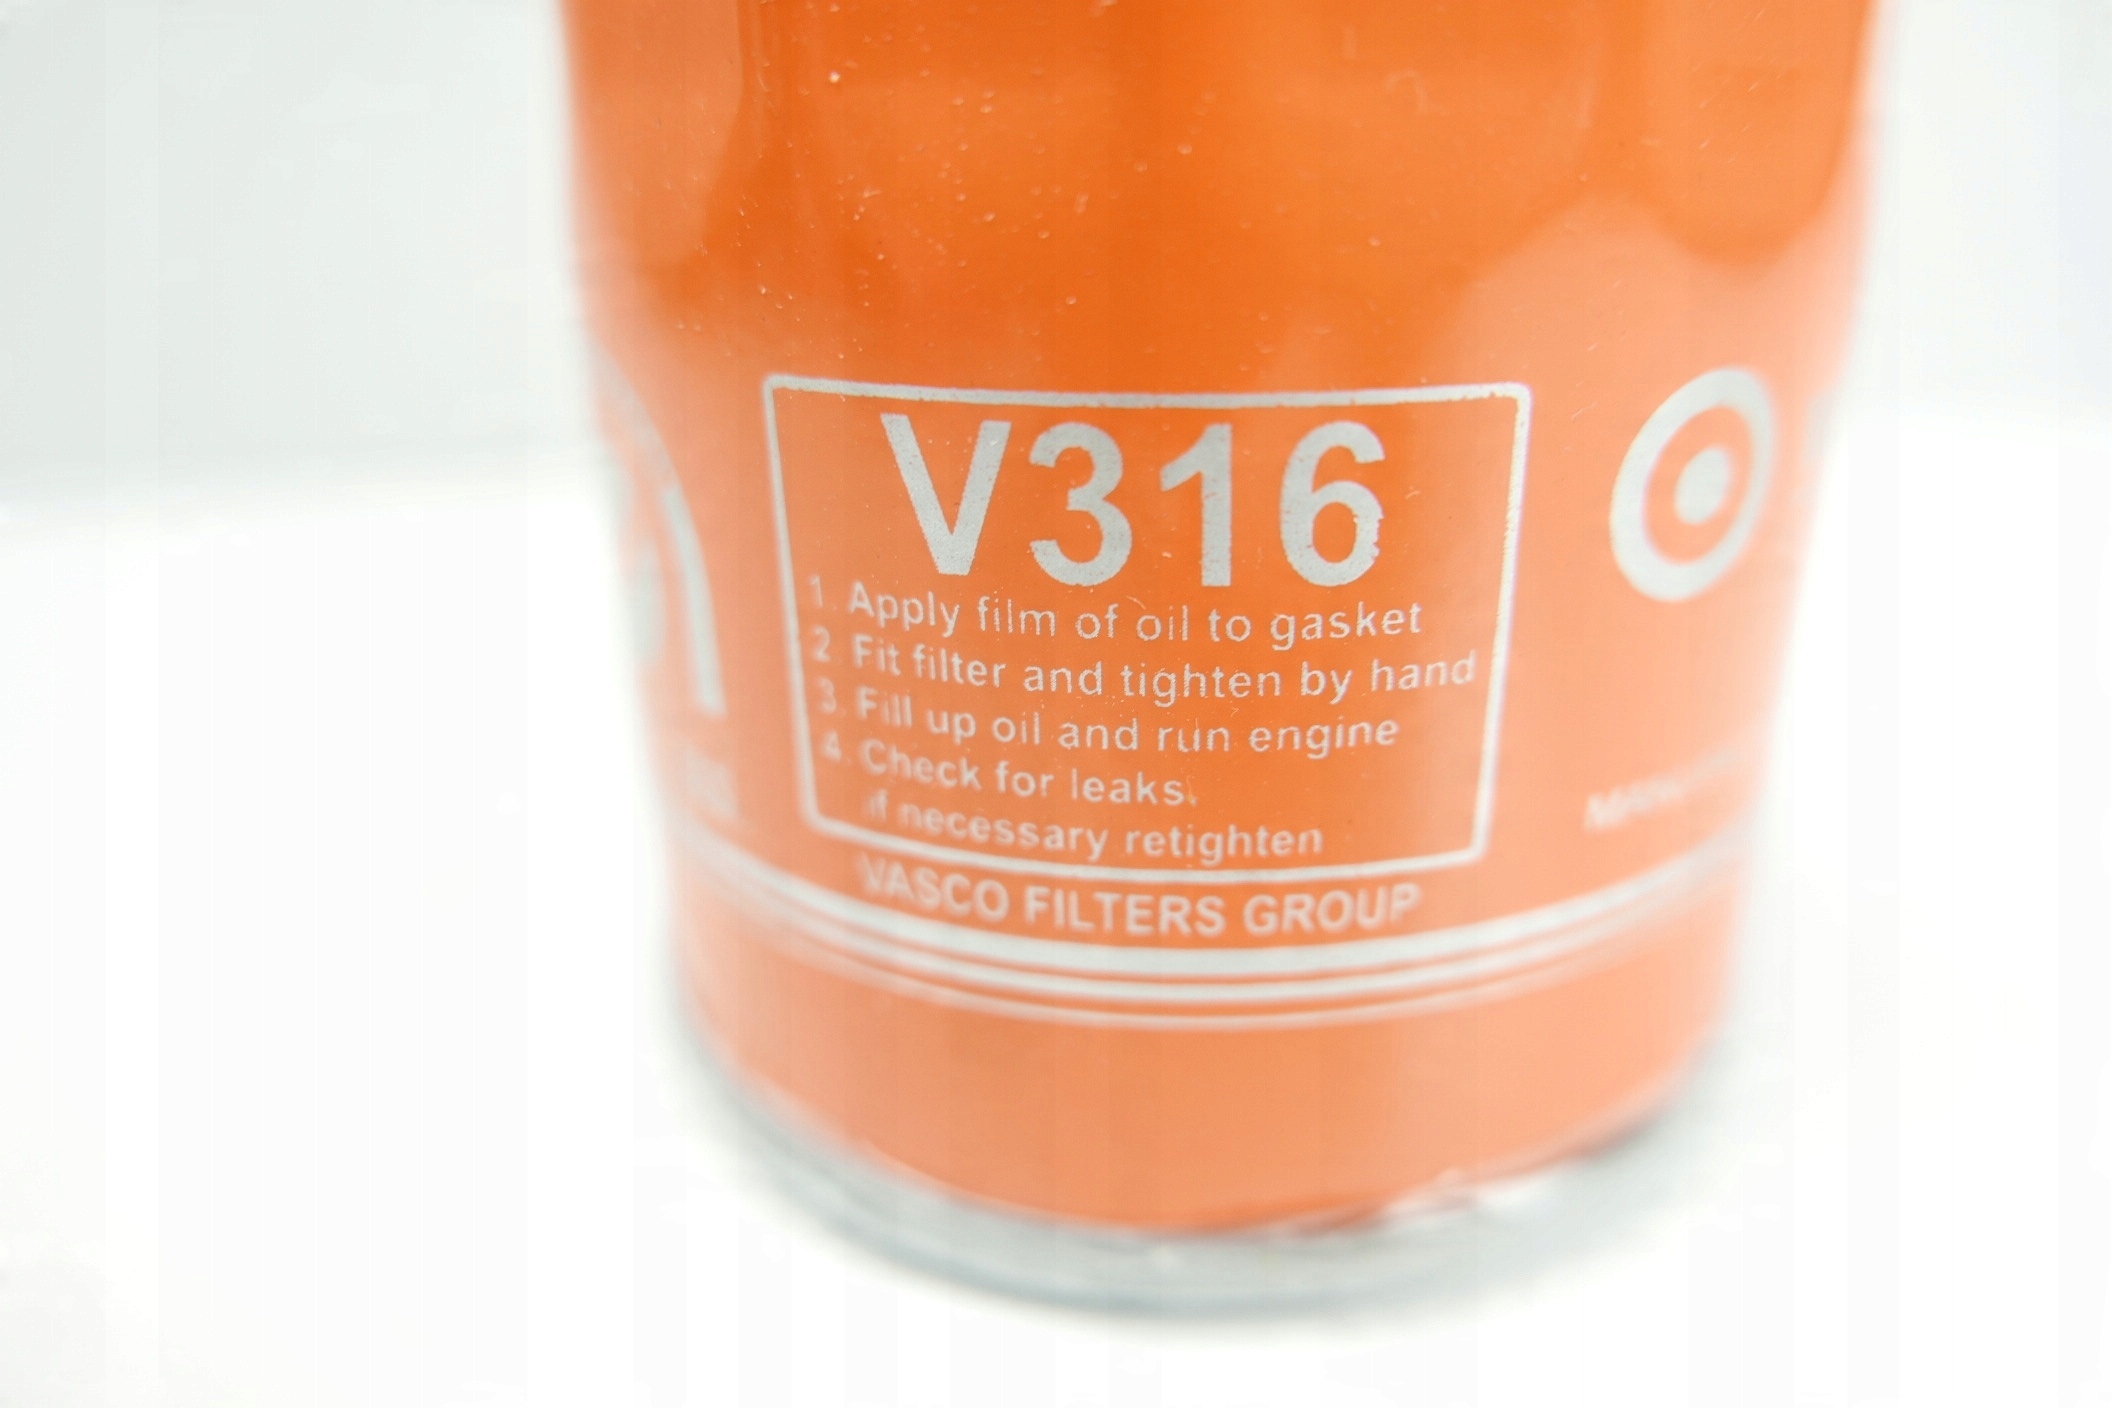 V316
1. Apply film of oil to gasket
2. Fit filter and tighten by hand
3. Fill up oil and run engine
4. Check for leaks,
if necessary retighten
VASCO FILTERS GROUP